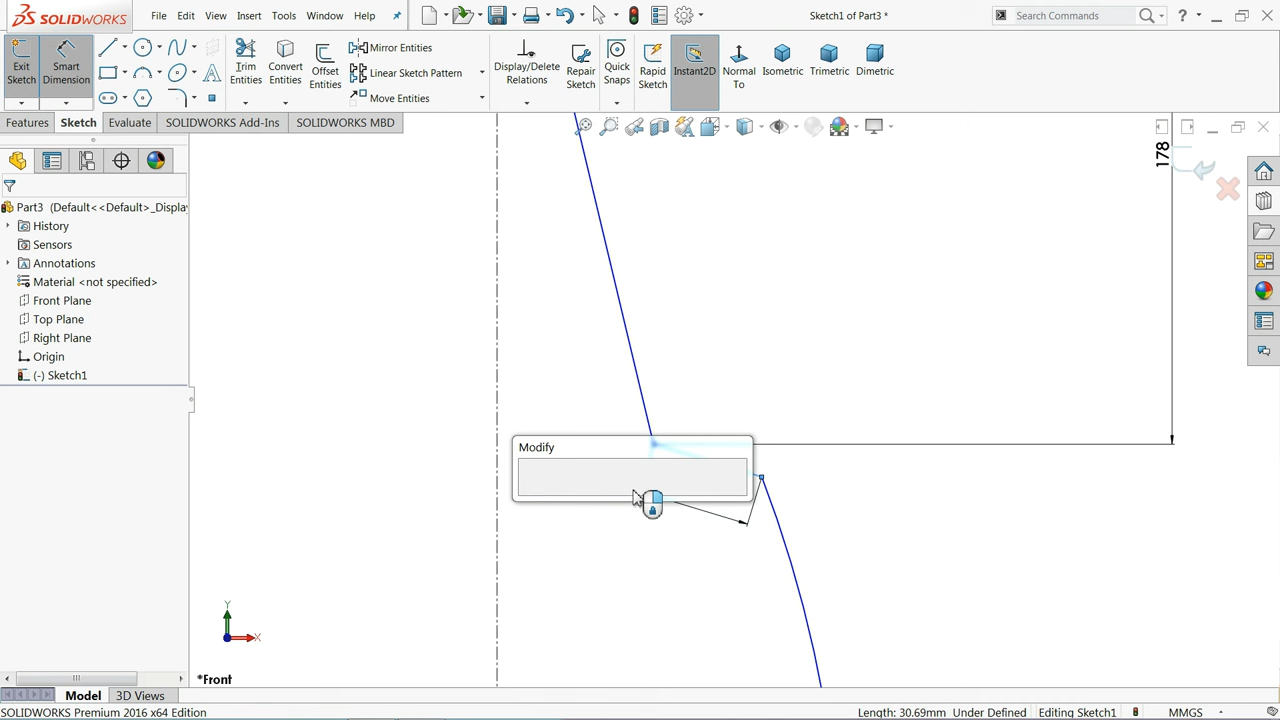 SOLIDWORKS File Edit View Insert Tools Window Help Sketch1 of Part3 * Search Commands ?
Exit Sketch Smart Dimension Trim Entities Convert Entities Offset Entities Mirror Entities Linear Sketch Pattern Move Entities Display/Delete Relations Repair Sketch Quick Snaps Rapid Sketch Instant2D Normal To Isometric Trimetric Dimetric
Features Sketch Evaluate SOLIDWORKS Add-Ins SOLIDWORKS MBD
178
Part3 (Default<<Default>_Display
History
Sensors
Annotations
Material <not specified>
Front Plane
Top Plane
Right Plane
Origin
(-) Sketch1
Modify
Y
X
*Front
Model 3D Views
SOLIDWORKS Premium 2016 x64 Edition Length: 30.69mm Under Defined Editing Sketch1 MMGS